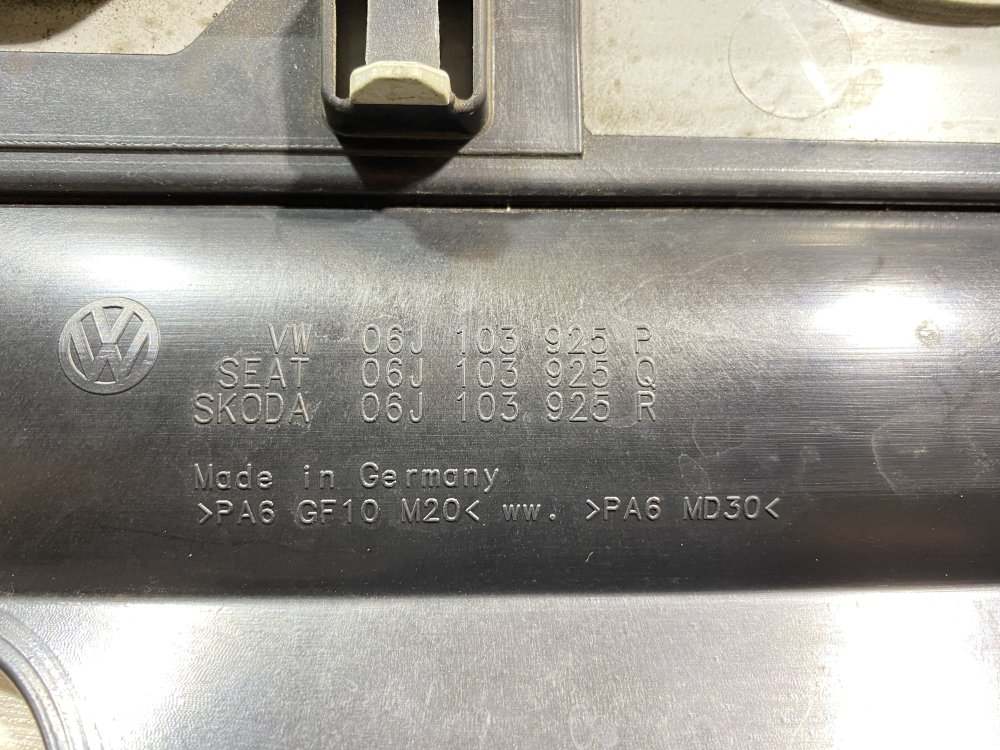 VW 06J 103 925 P
SEAT 06J 103 925 Q
SKODA 06J 103 925 R
Made in Germany
>PA6 GF10 M20< ww. >PA6 MD30<